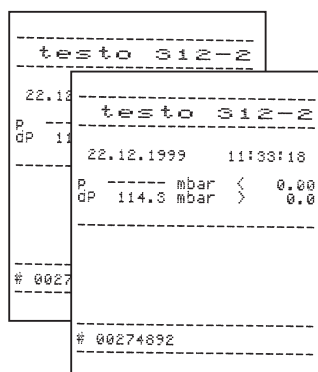 testo 312-2
22.12
P ------
dP 11
# 0027
testo 312-2
22.12.1999 11:33:18
P ------ mbar < 0.00
dP 114.3 mbar > 0.0
# 00274892